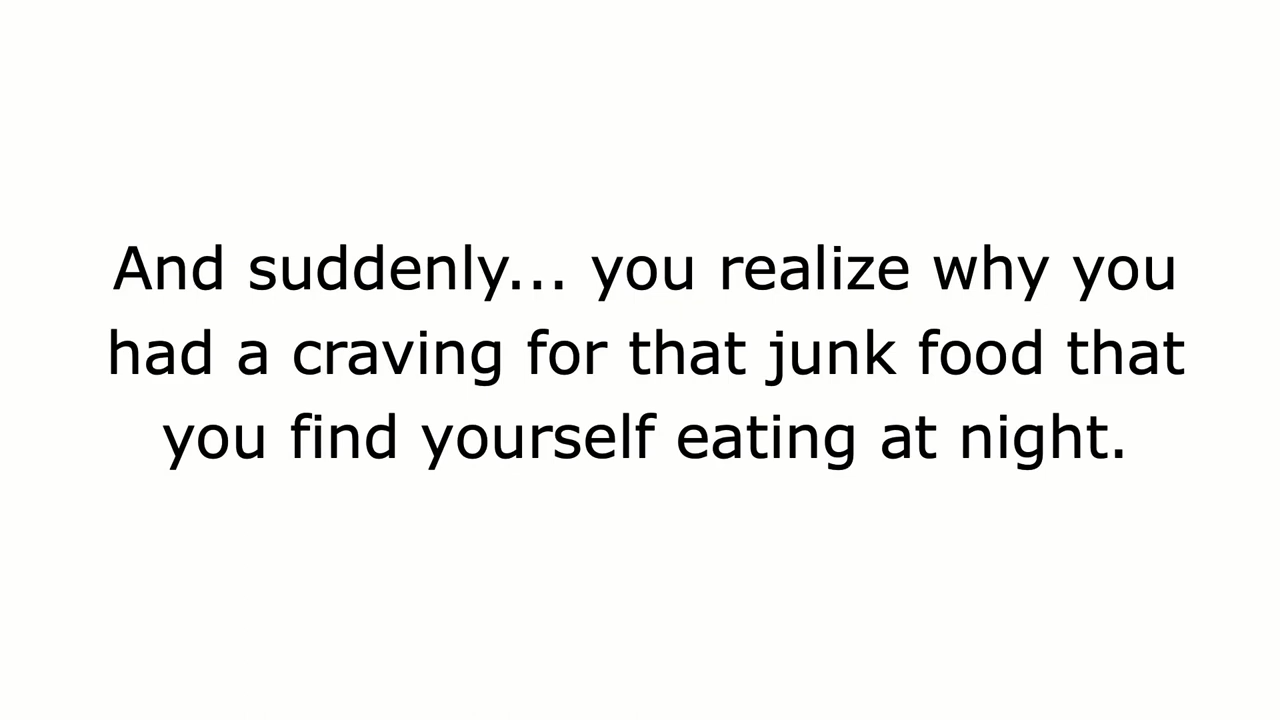 And suddenly... you realize why you
had a craving for that junk food that
you find yourself eating at night.